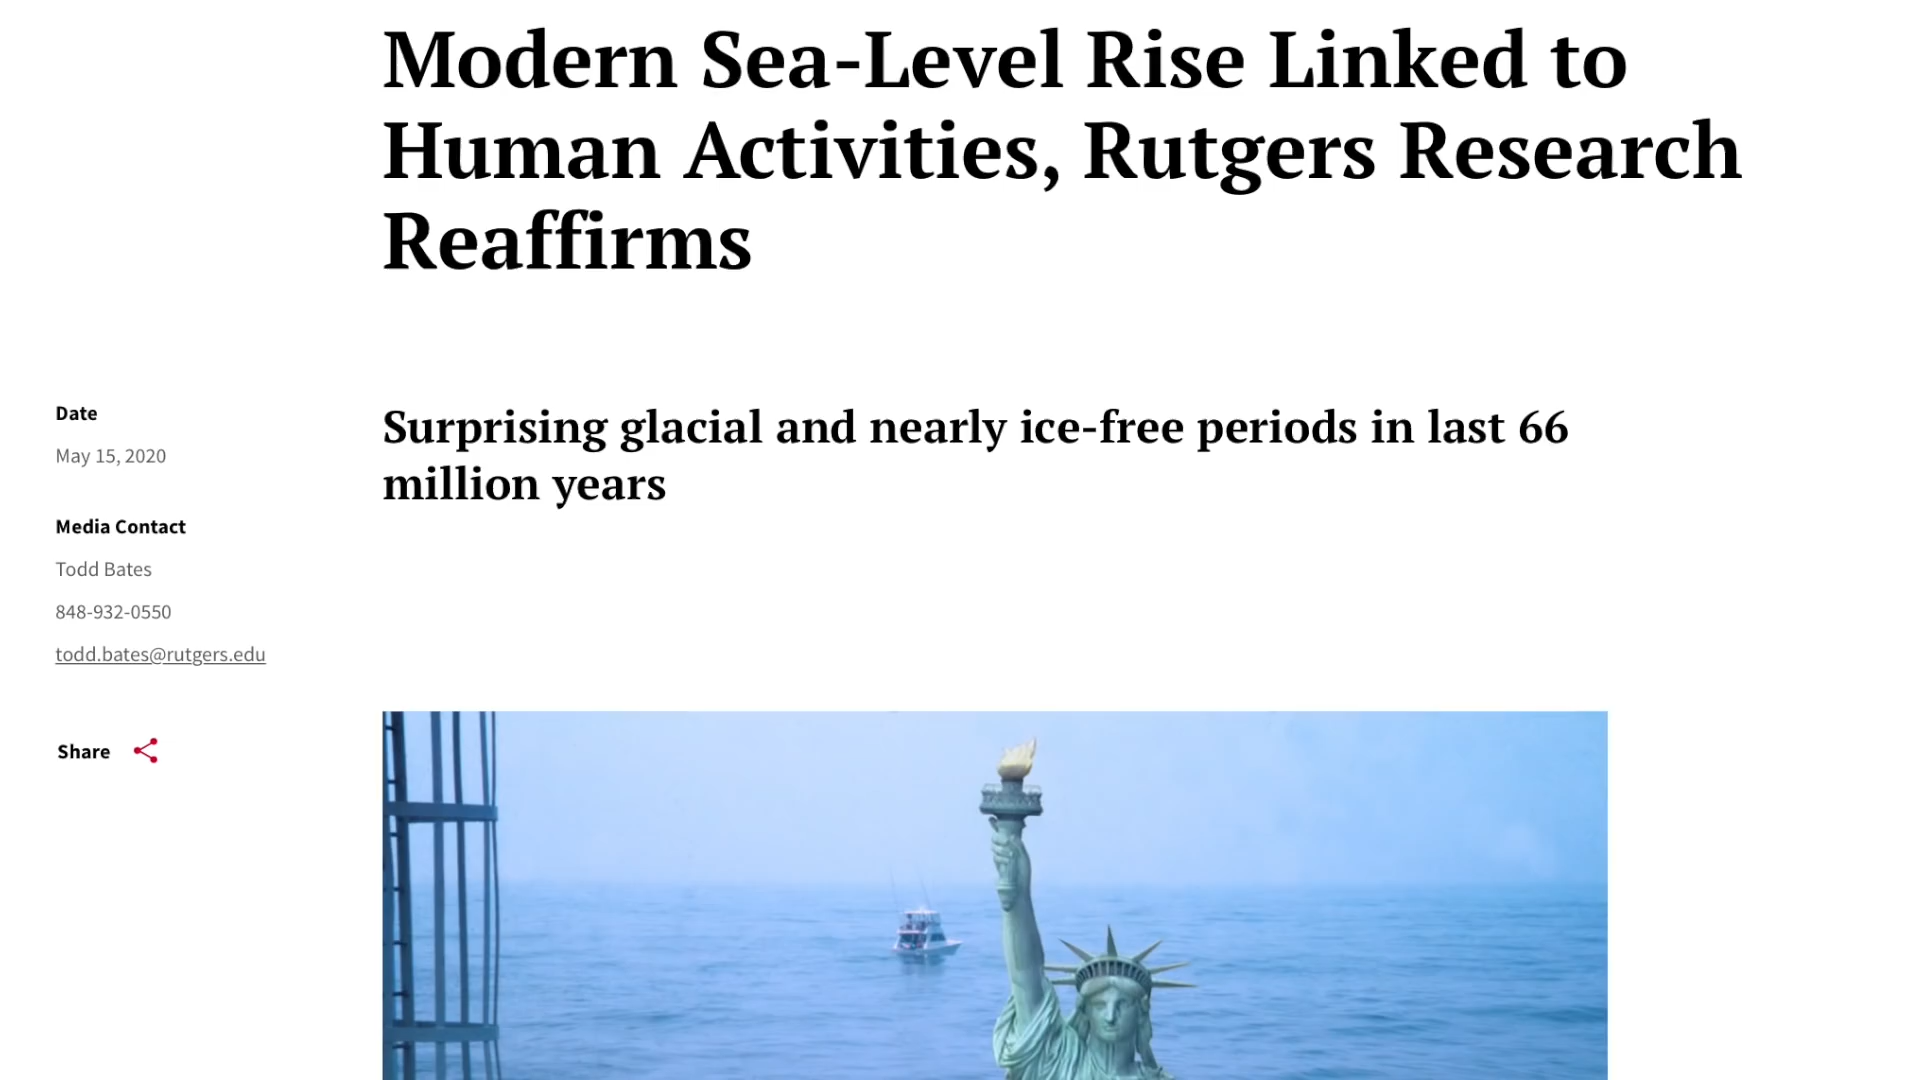 Modern Sea-Level Rise Linked to
Human Activities, Rutgers Research
Reaffirms
Date
May 15, 2020
Media Contact
Todd Bates
848-932-0550
todd.bates@rutgers.edu
Share
Surprising glacial and nearly ice-free periods in last 66
million years